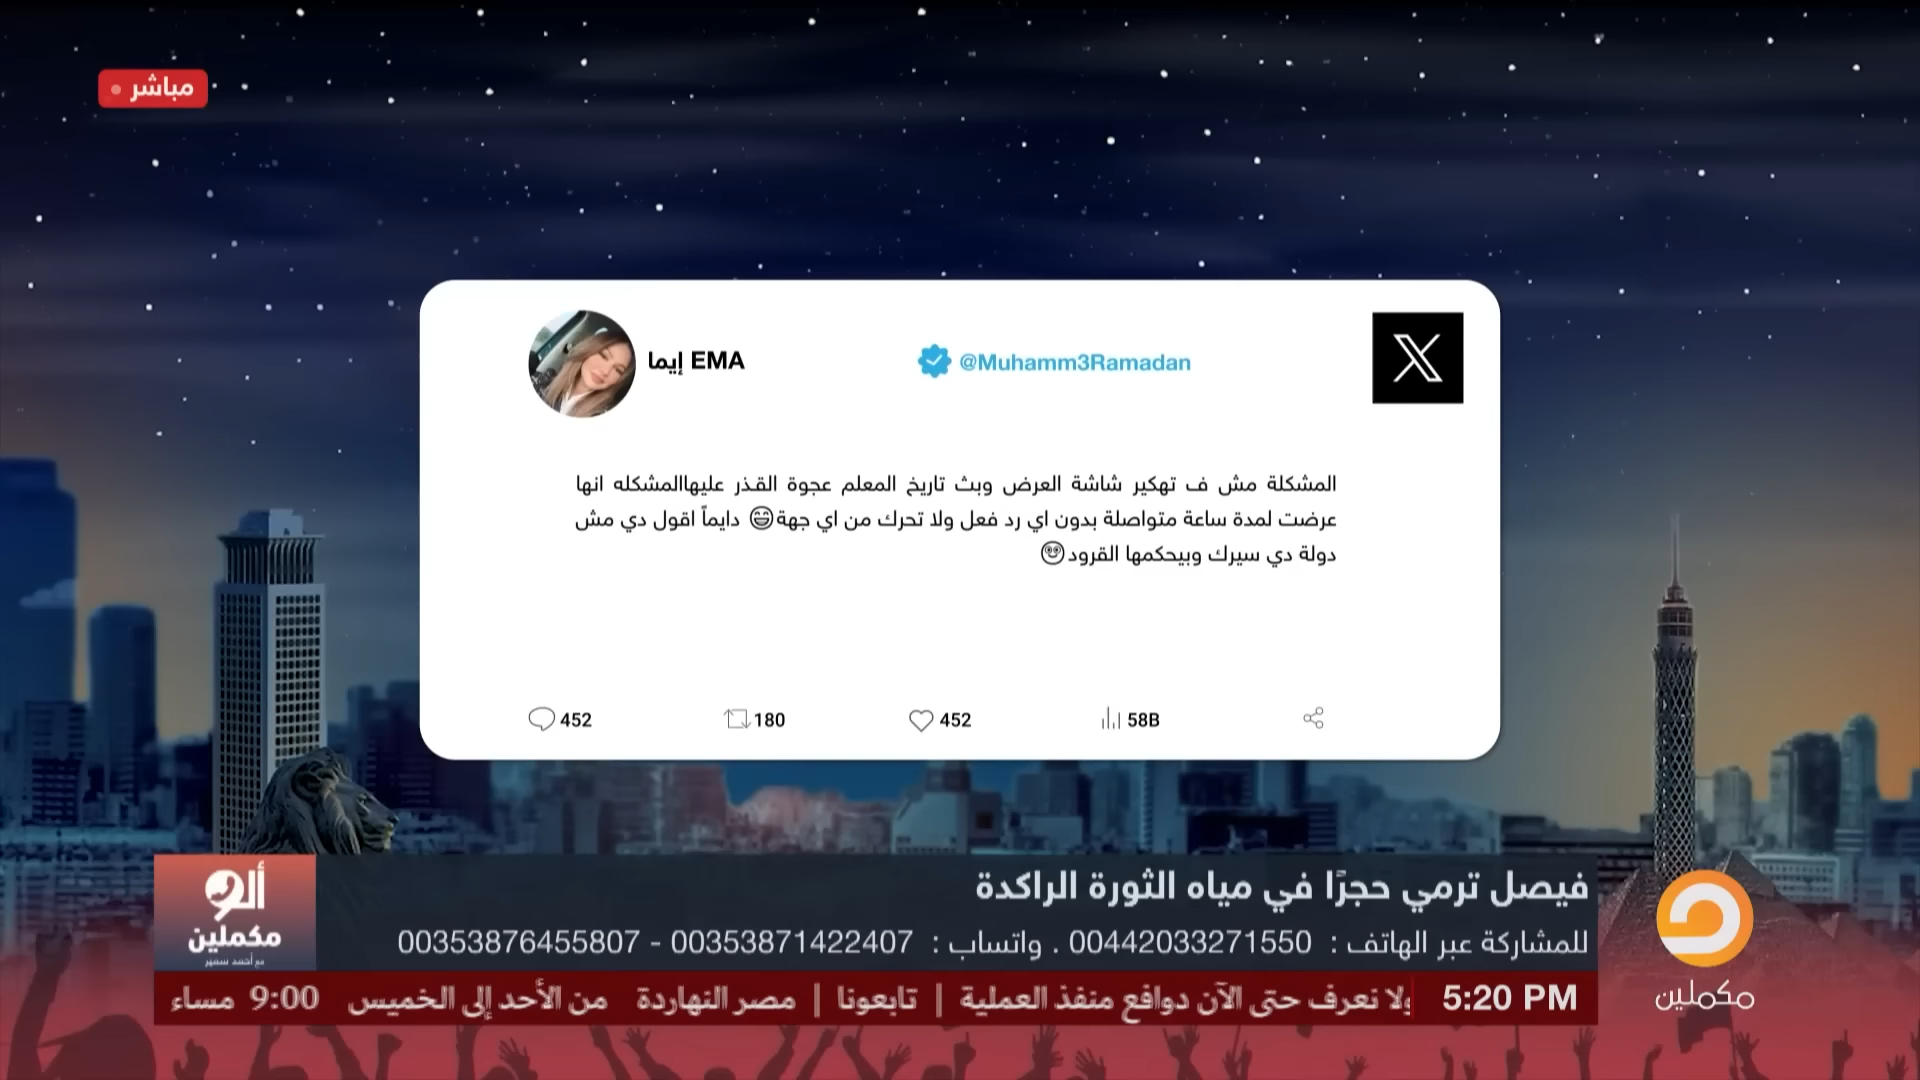 مباشر
إيما EMA
@Muhamm3Ramadan
المشكلة مش ف تهكير شاشة العرض وبث تاريخ المعلم عجوة القذر عليهاالمشكله انها
عرضت لمدة ساعة متواصلة بدون اي رد فعل ولا تحرك من اي جهة😄 دايماً اقول دي مش
دولة دي سيرك وبيحكمها القرود🤓
452
180
452
58B
فيصل ترمي حجرًا في مياه الثورة الراكدة
للمشاركة عبر الهاتف : 00442033271550 . واتساب : 00353871422407 - 00353876455807
ألو
مكملين
مع أحمد سمير
5:20 PM
ولا نعرف حتى الآن دوافع منفذ العملية | تابعونا | مصر النهاردة من الأحد إلى الخميس 9:00 مساء
مكملين